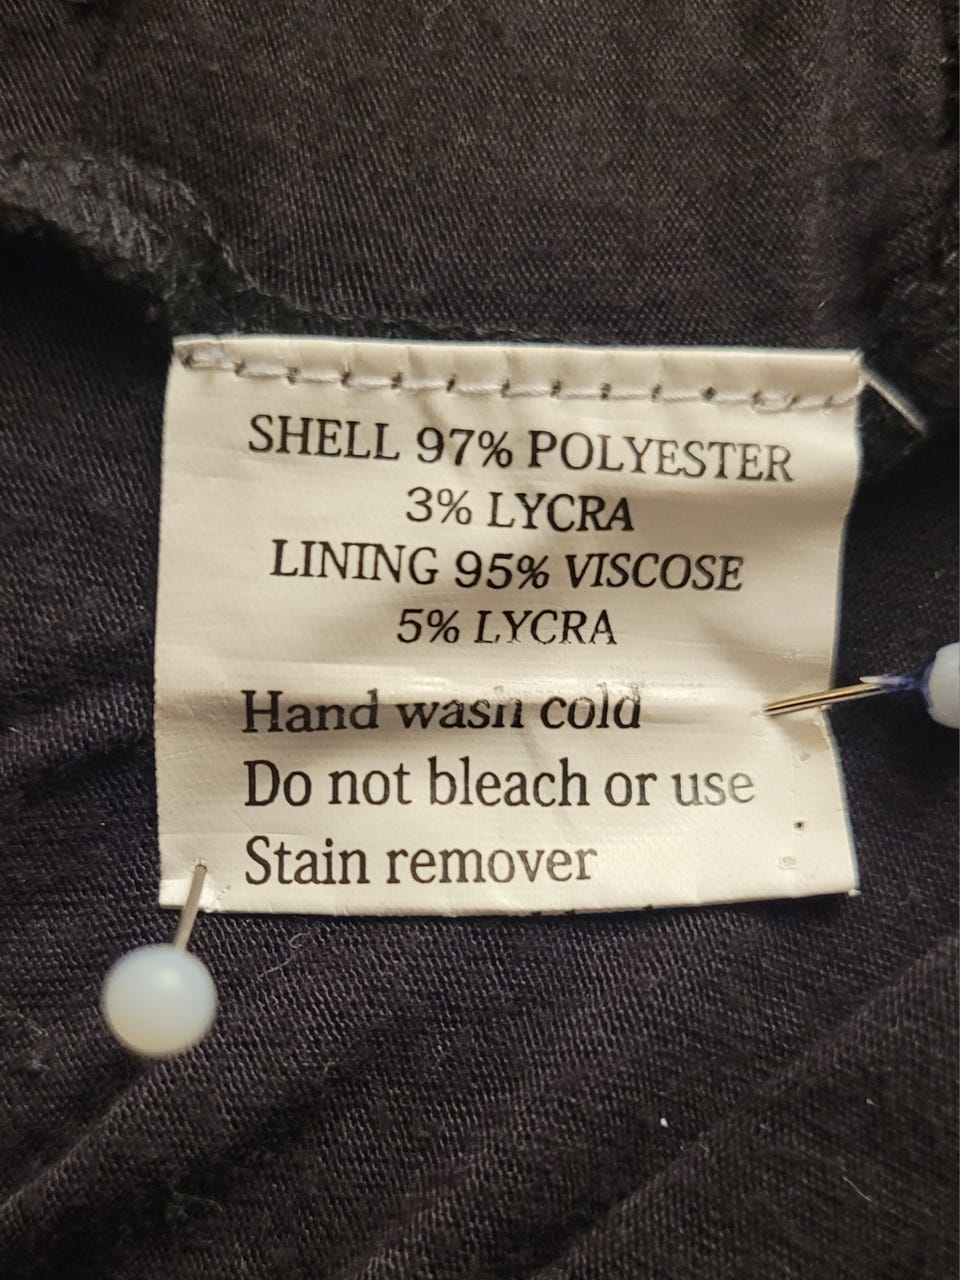 SHELL 97% POLYESTER
3% LYCRA
LINING 95% VISCOSE
5% LYCRA
Hand wash cold
Do not bleach or use
Stain remover